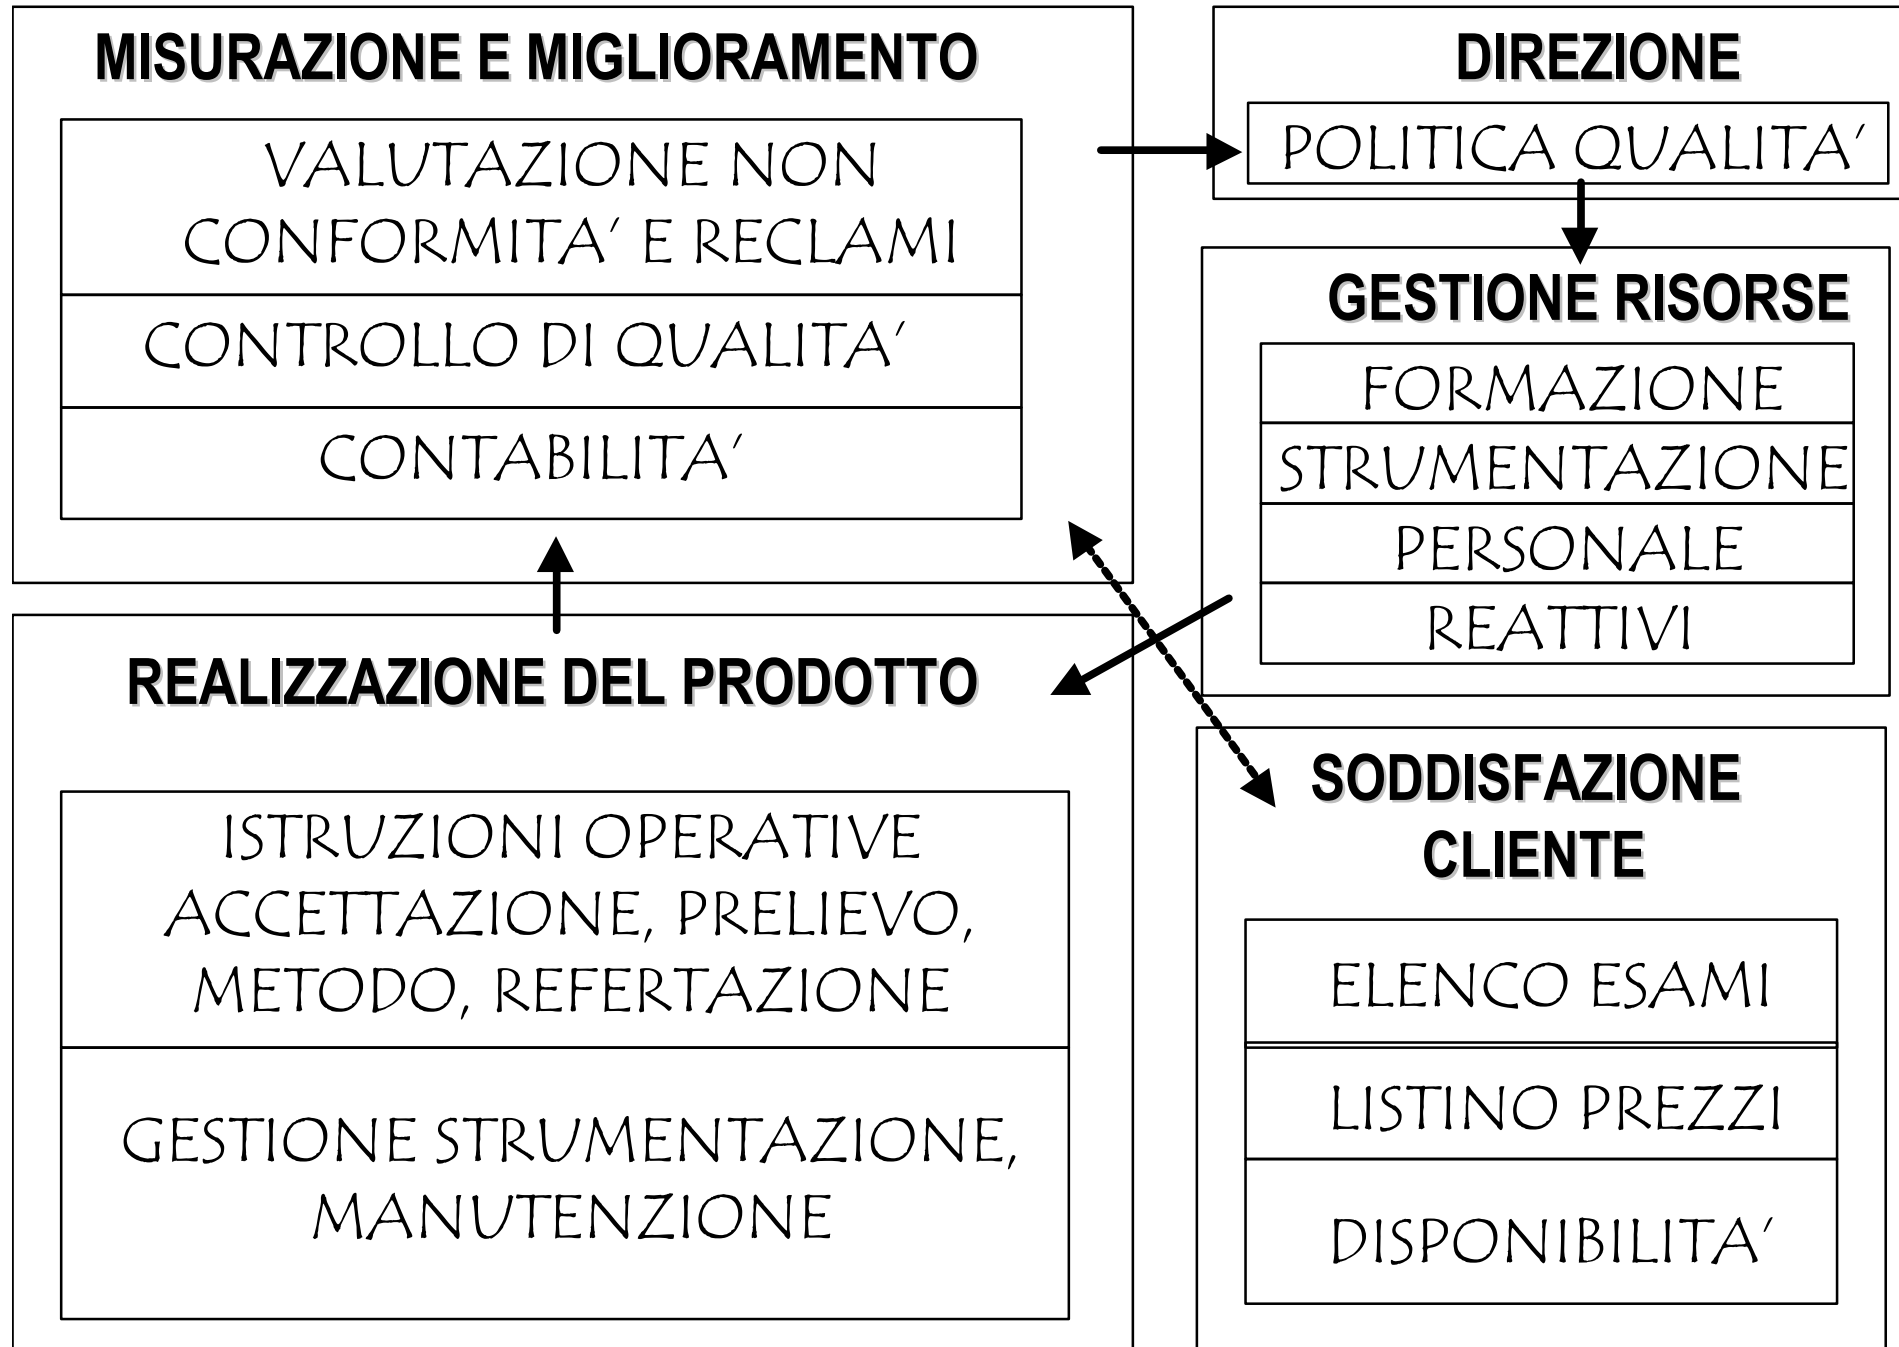 MISURAZIONE E MIGLIORAMENTO
VALUTAZIONE NON
CONFORMITA' E RECLAMI
CONTROLLO DI QUALITA'
CONTABILITA'
DIREZIONE
POLITICA QUALITA'
GESTIONE RISORSE
FORMAZIONE
STRUMENTAZIONE
PERSONALE
REATTIVI
REALIZZAZIONE DEL PRODOTTO
ISTRUZIONI OPERATIVE
ACCETTAZIONE, PRELIEVO,
METODO, REFERTAZIONE
GESTIONE STRUMENTAZIONE,
MANUTENZIONE
SODDISFAZIONE
CLIENTE
ELENCO ESAMI
LISTINO PREZZI
DISPONIBILITA'